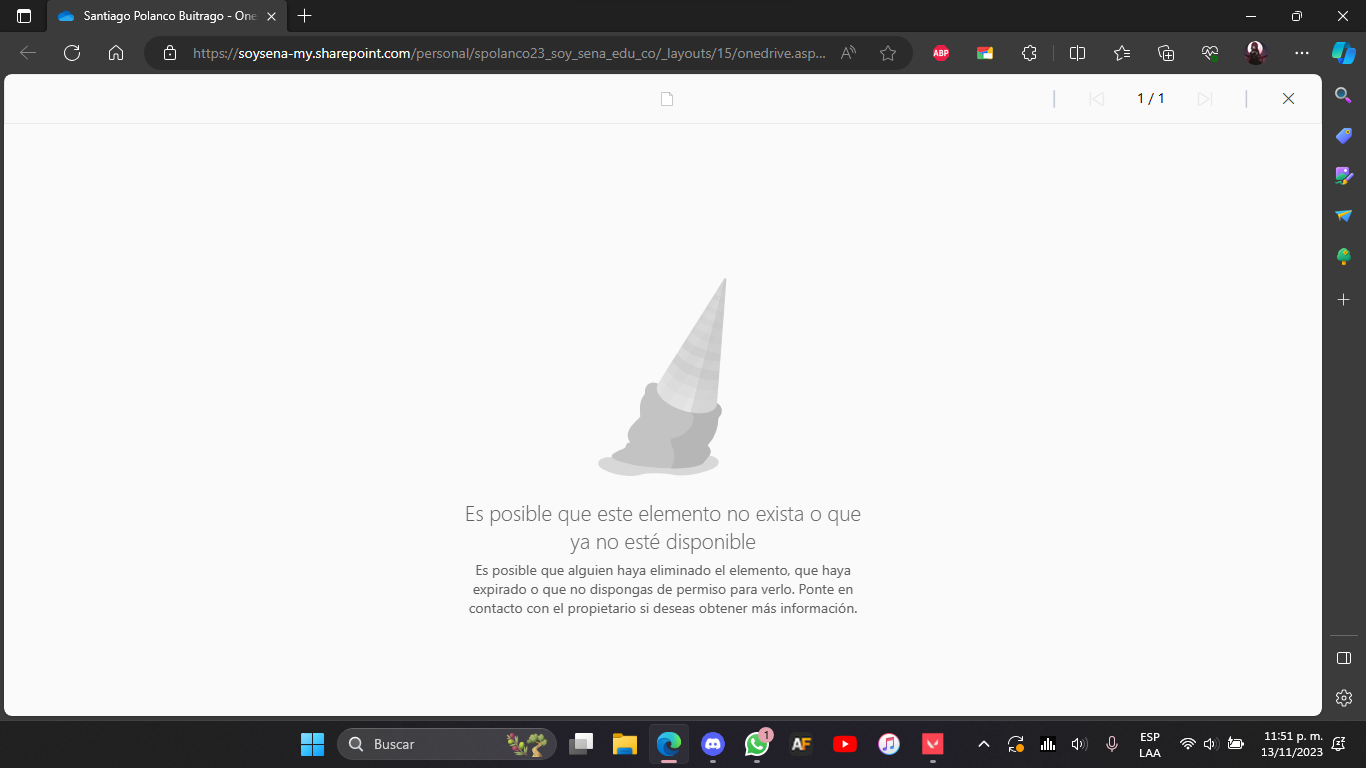 Santiago Polanco Buitrago - One
https://soysena-my.sharepoint.com/personal/spolanco23_soy_sena_edu_co/_layouts/15/onedrive.asp...
ABP
1 / 1
Es posible que este elemento no exista o que
ya no esté disponible
Es posible que alguien haya eliminado el elemento, que haya
expirado o que no dispongas de permiso para verlo. Ponte en
contacto con el propietario si deseas obtener más información.
Buscar
1
AF
ESP
LAA
11:51 p. m.
13/11/2023